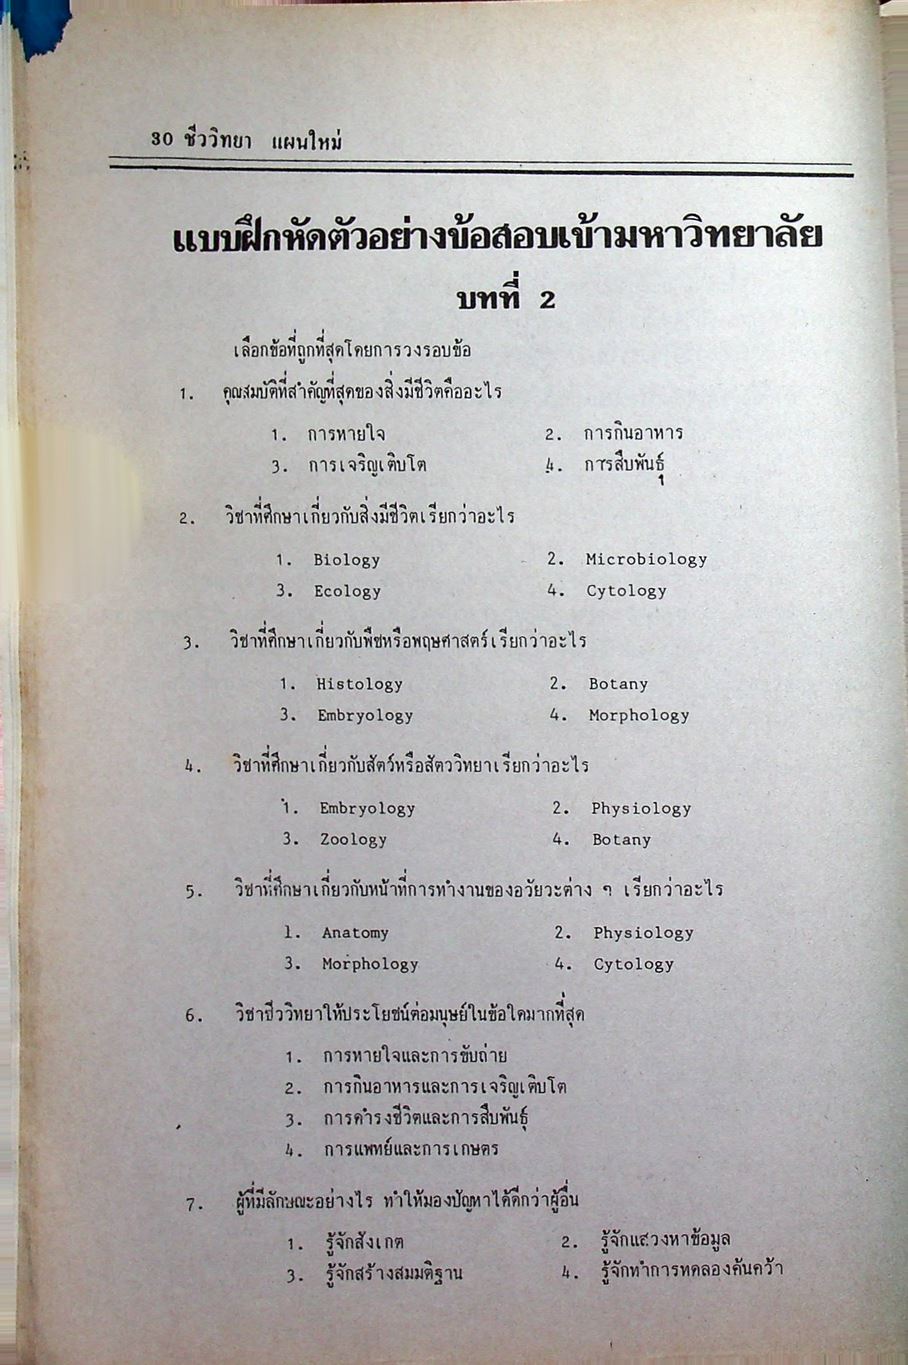 30 ชีววิทยา แผนใหม่
แบบฝึกหัดตัวอย่างข้อสอบเข้ามหาวิทยาลัย
บทที่ 2
เลือกข้อที่ถูกที่สุดโดยการวงรอบข้อ
1. คุณสมบัติที่สำคัญที่สุดของสิ่งมีชีวิตคืออะไร
1. การหายใจ 2. การกินอาหาร
3. การเจริญเติบโต 4. การสืบพันธุ์
2. วิชาที่ศึกษาเกี่ยวกับสิ่งมีชีวิตเรียกว่าอะไร
1. Biology 2. Microbiology
3. Ecology 4. Cytology
3. วิชาที่ศึกษาเกี่ยวกับพืชหรือพฤษศาสตร์เรียกว่าอะไร
1. Histology 2. Botany
3. Embryology 4. Morphology
4. วิชาที่ศึกษาเกี่ยวกับสัตว์หรือสัตววิทยาเรียกว่าอะไร
1. Embryology 2. Physiology
3. Zoology 4. Botany
5. วิชาที่ศึกษาเกี่ยวกับหน้าที่การทำงานของอวัยวะต่าง ๆ เรียกว่าอะไร
1. Anatomy 2. Physiology
3. Morphology 4. Cytology
6. วิชาชีววิทยาให้ประโยชน์ต่อมนุษย์ในข้อใดมากที่สุด
1. การหายใจและการขับถ่าย
2. การกินอาหารและการเจริญเติบโต
3. การดำรงชีวิตและการสืบพันธุ์
4. การแพทย์และการเกษตร
7. ผู้ที่มีลักษณะอย่างไร ทำให้มองปัญหาได้ดีกว่าผู้อื่น
1. รู้จักสังเกต 2. รู้จักแสวงหาข้อมูล
3. รู้จักสร้างสมมติฐาน 4. รู้จักทำการทดลองค้นคว้า